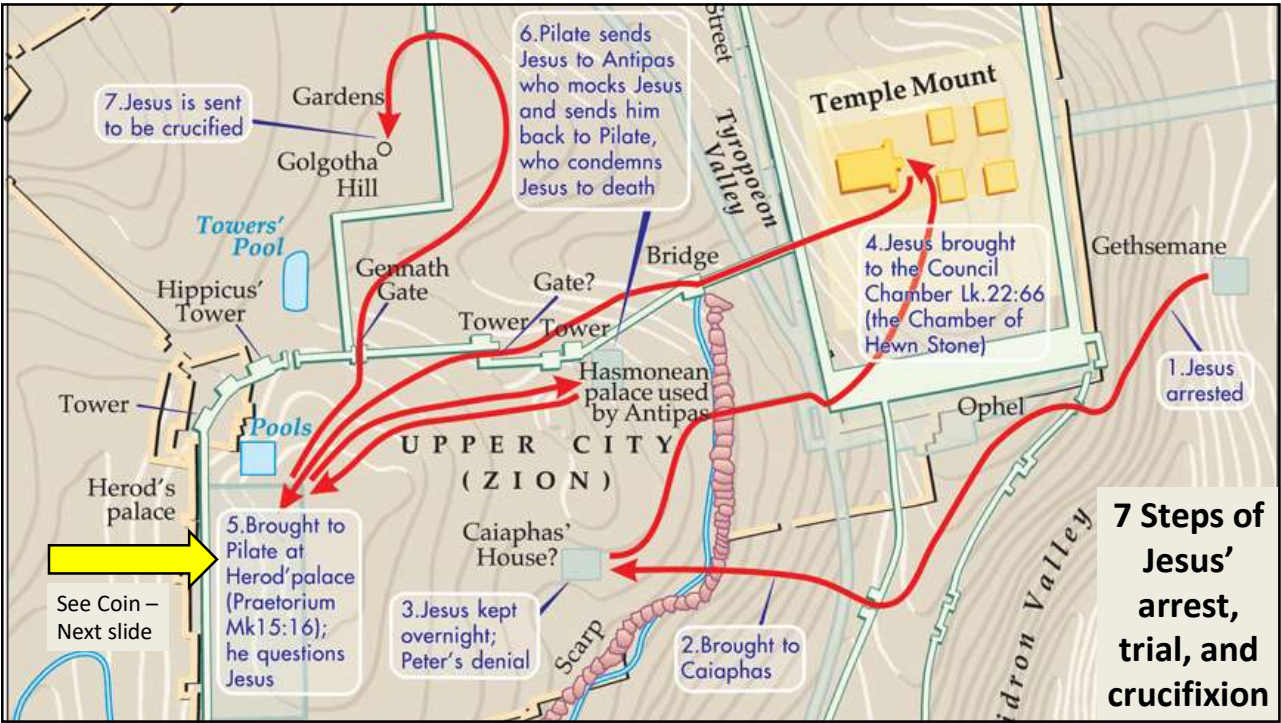 7.Jesus is sent
to be crucified
Gardens
Golgotha
Hill
6.Pilate sends
Jesus to Antipas
who mocks Jesus
and sends him
back to Pilate,
who condemns
Jesus to death
Street
Tyropoeon
Valley
Temple Mount
Towers'
Pool
Hippicus'
Tower
Gennath
Gate
Gate?
Bridge
Tower
Tower
4.Jesus brought
to the Council
Chamber Lk.22:66
(the Chamber of
Hewn Stone)
Gethsemane
1.Jesus
arrested
Tower
Pools
Hasmonean
palace used
by Antipas
UPPER CITY
(ZION)
Ophel
Herod's
palace
5.Brought to
Pilate at
Herod'palace
(Praetorium
Mk15:16);
he questions
Jesus
See Coin –
Next slide
Caiaphas'
House?
3.Jesus kept
overnight;
Peter's denial
Scarp
2.Brought to
Caiaphas
idron Valley
7 Steps of
Jesus’
arrest,
trial, and
crucifixion